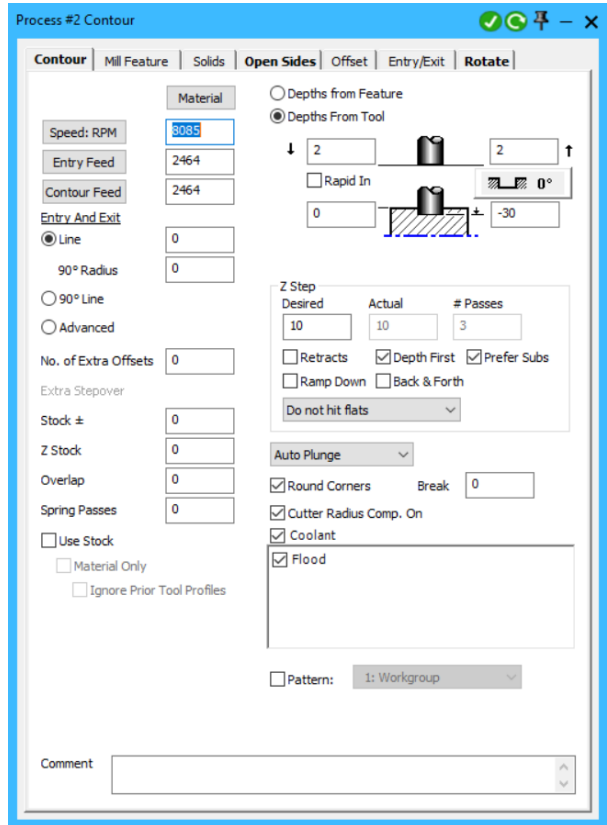 Process #2 Contour
Contour Mill Feature Solids Open Sides Offset Entry/Exit Rotate
Material
Speed: RPM 8085
Entry Feed 2464
Contour Feed 2464
Entry And Exit
Line 0
90° Radius 0
90° Line
Advanced
No. of Extra Offsets 0
Extra Stepover
Stock ± 0
Z Stock 0
Overlap 0
Spring Passes 0
Use Stock
Material Only
Ignore Prior Tool Profiles
Depths from Feature
Depths From Tool
2 2
Rapid In
0°
0 -30
Z Step
Desired Actual # Passes
10 10 3
Retracts Depth First Prefer Subs
Ramp Down Back & Forth
Do not hit flats
Auto Plunge
Round Corners Break 0
Cutter Radius Comp. On
Coolant
Flood
Pattern: 1: Workgroup
Comment